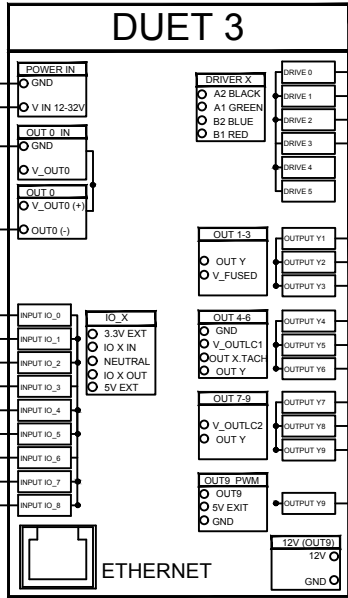 DUET 3
POWER IN
GND
V IN 12-32V
OUT 0 IN
GND
V_OUT0
OUT 0
V_OUT0 (+)
OUT0 (-)
DRIVER X
A2 BLACK
A1 GREEN
B2 BLUE
B1 RED
DRIVE 0
DRIVE 1
DRIVE 2
DRIVE 3
DRIVE 4
DRIVE 5
OUT 1-3
OUT Y
V_FUSED
OUTPUT Y1
OUTPUT Y2
OUTPUT Y3
INPUT IO_0
INPUT IO_1
INPUT IO_2
INPUT IO_3
INPUT IO_4
INPUT IO_5
INPUT IO_6
INPUT IO_7
INPUT IO_8
IO_X
3.3V EXT
IO X IN
NEUTRAL
IO X OUT
5V EXT
OUT 4-6
GND
V_OUTLC1
OUT X.TACH
OUT Y
OUTPUT Y4
OUTPUT Y5
OUTPUT Y6
OUT 7-9
V_OUTLC2
OUT Y
OUTPUT Y7
OUTPUT Y8
OUTPUT Y9
OUT9 PWM
OUT9
5V EXIT
GND
OUTPUT Y9
ETHERNET
12V (OUT9)
12V
GND